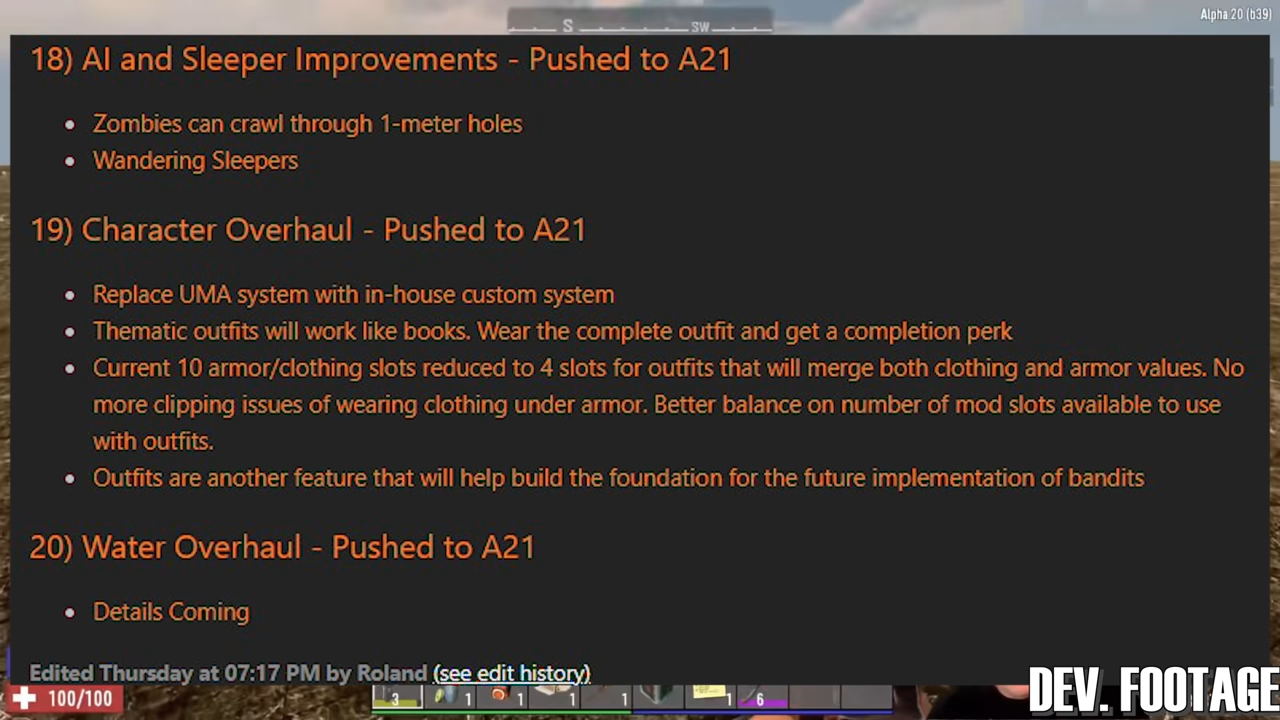 S
SW
Alpha 20 (b39)
18) AI and Sleeper Improvements - Pushed to A21
Zombies can crawl through 1-meter holes
Wandering Sleepers
19) Character Overhaul - Pushed to A21
Replace UMA system with in-house custom system
Thematic outfits will work like books. Wear the complete outfit and get a completion perk
Current 10 armor/clothing slots reduced to 4 slots for outfits that will merge both clothing and armor values. No
more clipping issues of wearing clothing under armor. Better balance on number of mod slots available to use
with outfits.
Outfits are another feature that will help build the foundation for the future implementation of bandits
20) Water Overhaul - Pushed to A21
Details Coming
Edited Thursday at 07:17 PM by Roland (see edit history)
100/100
3 1 1 1 1 1 6
DEV. FOOTAGE